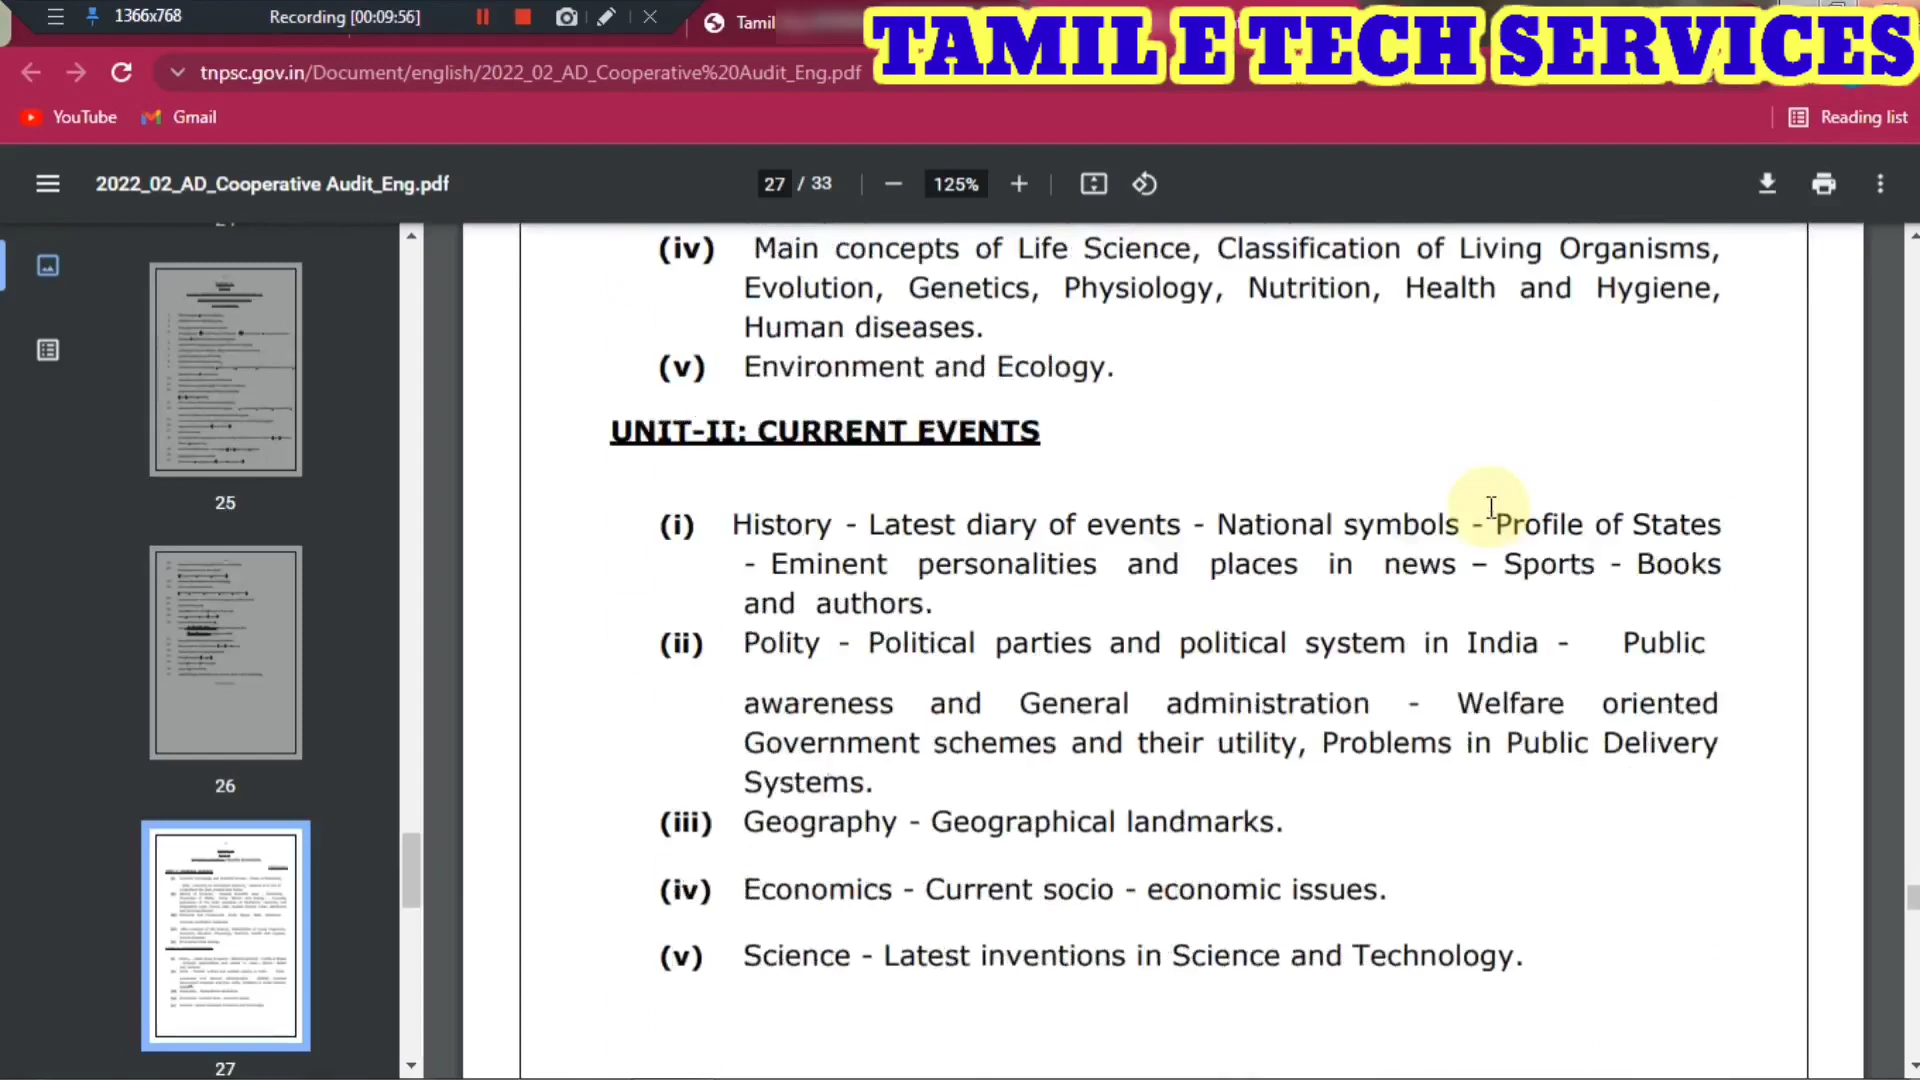 1366x768 Recording [00:09:56] Tamil
TAMIL E TECH SERVICES
tnpsc.gov.in/Document/english/2022_02_AD_Cooperative%20Audit_Eng.pdf
YouTube Gmail Reading list
2022_02_AD_Cooperative Audit_Eng.pdf 27 / 33 125%
(iv) Main concepts of Life Science, Classification of Living Organisms,
Evolution, Genetics, Physiology, Nutrition, Health and Hygiene,
Human diseases.
(v) Environment and Ecology.
UNIT-II: CURRENT EVENTS
(i) History - Latest diary of events - National symbols - Profile of States
- Eminent personalities and places in news – Sports - Books
and authors.
(ii) Polity - Political parties and political system in India - Public
awareness and General administration - Welfare oriented
Government schemes and their utility, Problems in Public Delivery
Systems.
(iii) Geography - Geographical landmarks.
(iv) Economics - Current socio - economic issues.
(v) Science - Latest inventions in Science and Technology.
25
26
27